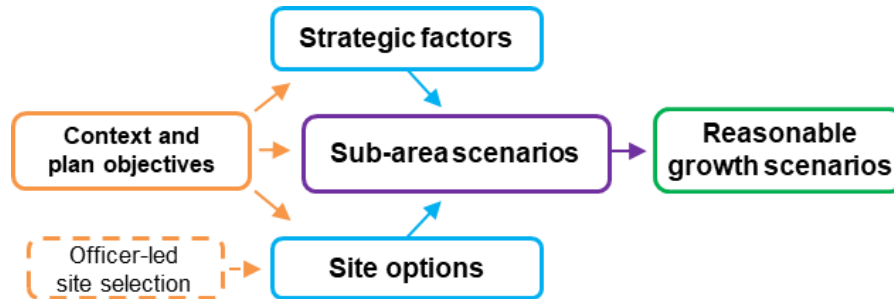 Strategic factors
Context and
plan objectives
Sub-area scenarios
Reasonable
growth scenarios
Officer-led
site selection
Site options